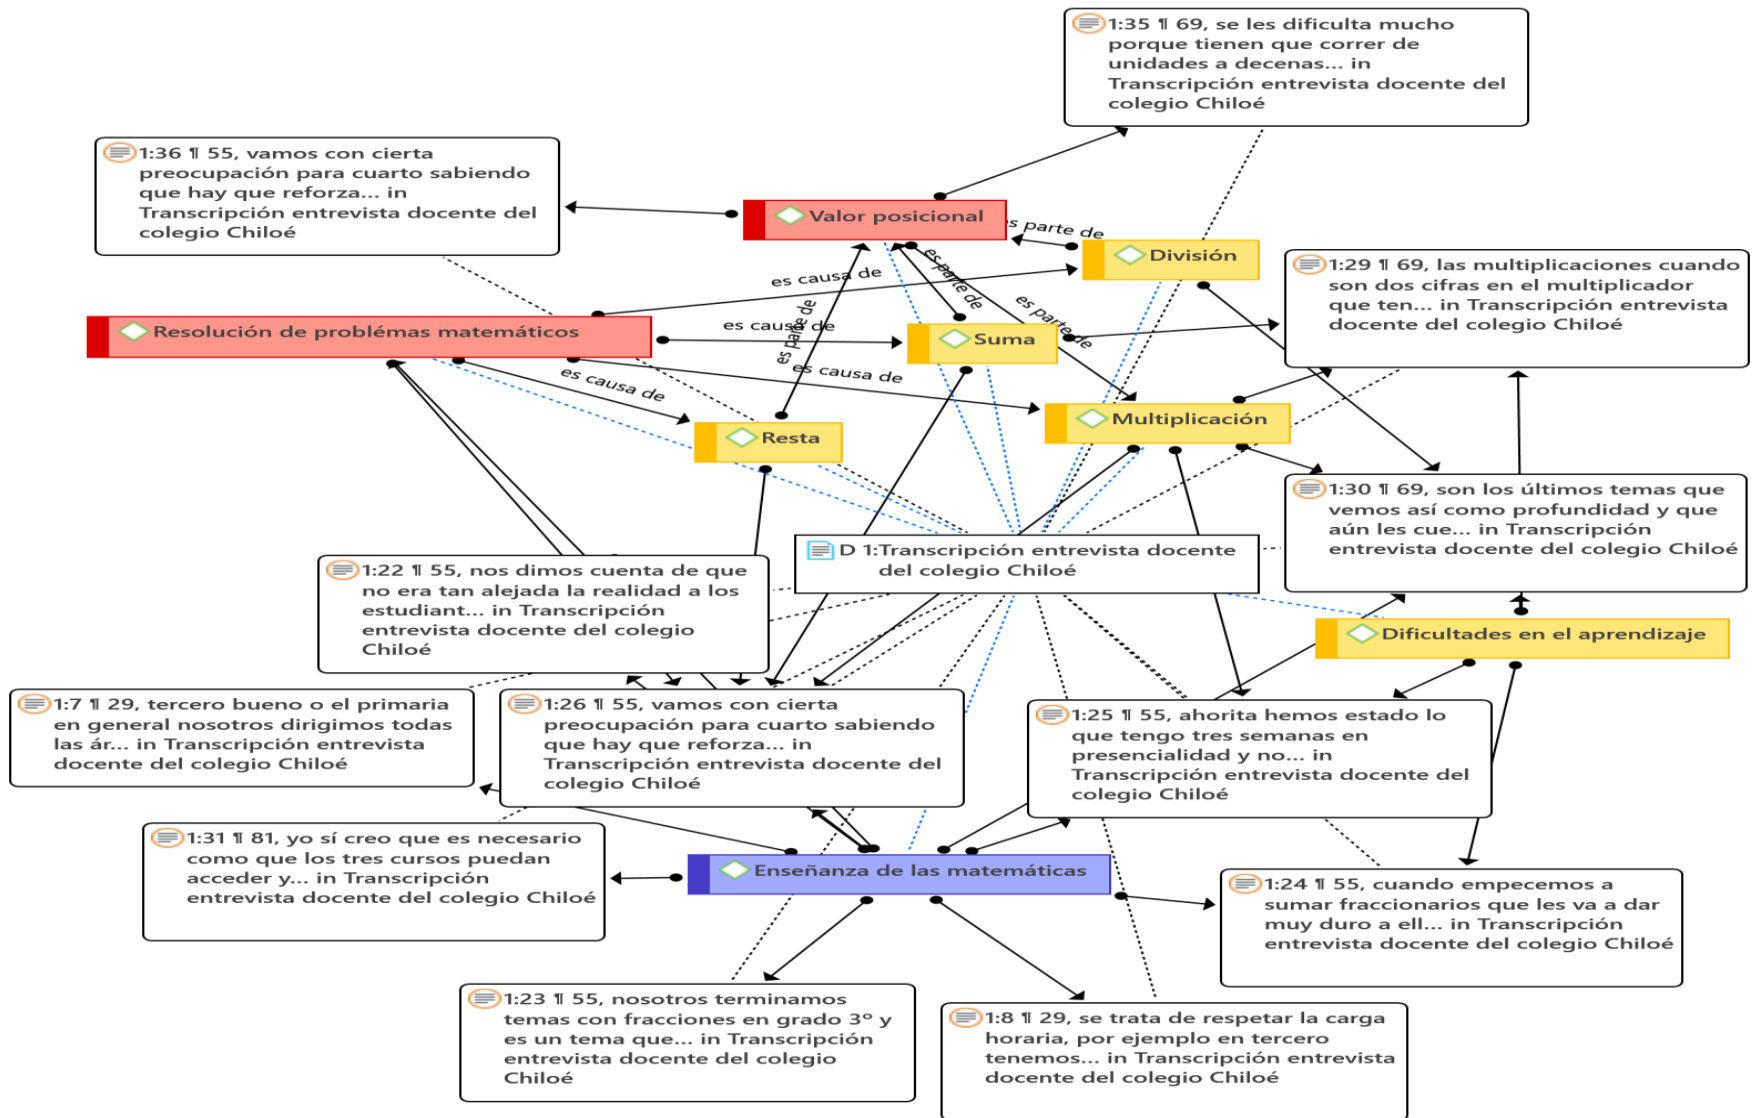 1:35 ¶ 69, se les dificulta mucho
porque tienen que correr de
unidades a decenas... in
Transcripción entrevista docente del
colegio Chiloé
1:36 ¶ 55, vamos con cierta
preocupación para cuarto sabiendo
que hay que reforza... in
Transcripción entrevista docente del
colegio Chiloé
Valor posicional
es parte de
División
es causa de
es parte de
es parte de
1:29 ¶ 69, las multiplicaciones cuando
son dos cifras en el multiplicador
que ten... in Transcripción entrevista
docente del colegio Chiloé
Resolución de problémas matemáticos
es causa de
es parte de
Suma
es causa de
es causa de
Resta
Multiplicación
1:30 ¶ 69, son los últimos temas que
vemos así como profundidad y que
aún les cue... in Transcripción
entrevista docente del colegio Chiloé
D 1:Transcripción entrevista docente
del colegio Chiloé
1:22 ¶ 55, nos dimos cuenta de que
no era tan alejada la realidad a los
estudiant... in Transcripción
entrevista docente del colegio
Chiloé
Dificultades en el aprendizaje
1:7 ¶ 29, tercero bueno o el primaria
en general nosotros dirigimos todas
las ár... in Transcripción entrevista
docente del colegio Chiloé
1:26 ¶ 55, vamos con cierta
preocupación para cuarto sabiendo
que hay que reforza... in
Transcripción entrevista docente del
colegio Chiloé
1:25 ¶ 55, ahorita hemos estado lo
que tengo tres semanas en
presencialidad y no... in
Transcripción entrevista docente del
colegio Chiloé
1:31 ¶ 81, yo sí creo que es necesario
como que los tres cursos puedan
acceder y... in Transcripción
entrevista docente del colegio Chiloé
Enseñanza de las matemáticas
1:24 ¶ 55, cuando empecemos a
sumar fraccionarios que les va a dar
muy duro a ell... in Transcripción
entrevista docente del colegio Chiloé
1:23 ¶ 55, nosotros terminamos
temas con fracciones en grado 3º y
es un tema que... in Transcripción
entrevista docente del colegio
Chiloé
1:8 ¶ 29, se trata de respetar la carga
horaria, por ejemplo en tercero
tenemos... in Transcripción entrevista
docente del colegio Chiloé